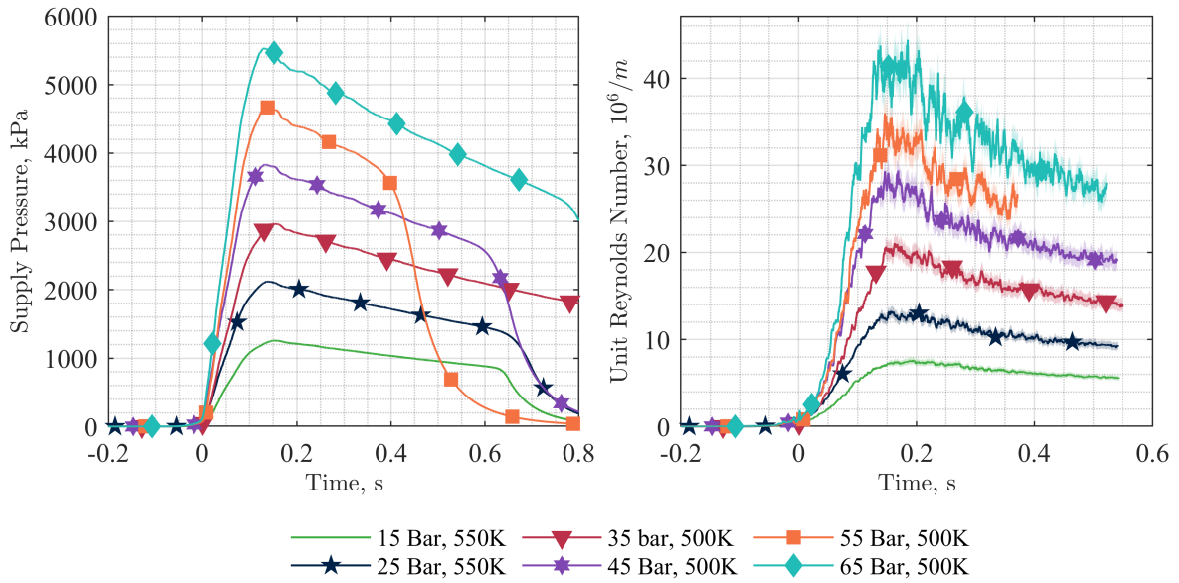 Supply Pressure, kPa
6000
5000
4000
3000
2000
1000
0
-0.2 0 0.2 0.4 0.6 0.8
Time, s
Unit Reynolds Number, 10⁶/m
40
30
20
10
0
-0.2 0 0.2 0.4 0.6
Time, s
15 Bar, 550K 35 bar, 500K 55 Bar, 500K
25 Bar, 550K 45 Bar, 500K 65 Bar, 500K